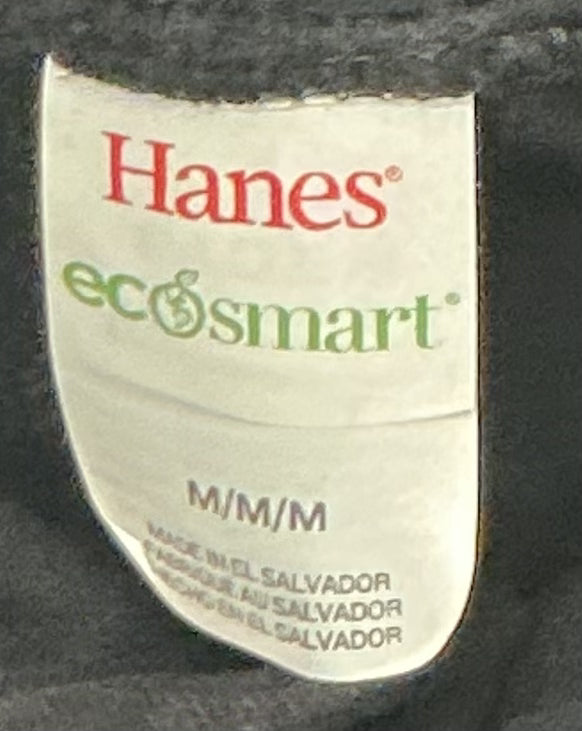 Hanes®
ecosmart®
M/M/M
MADE IN EL SALVADOR
FABRIQUÉ AU SALVADOR
HECHO EN EL SALVADOR